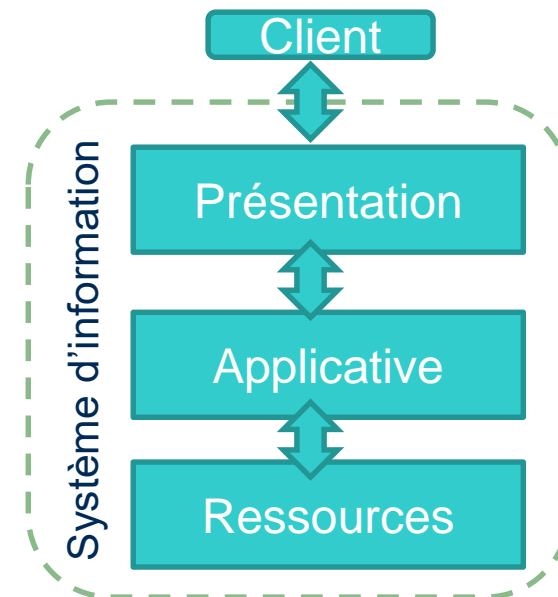 Client
Système d'information
Présentation
Applicative
Ressources